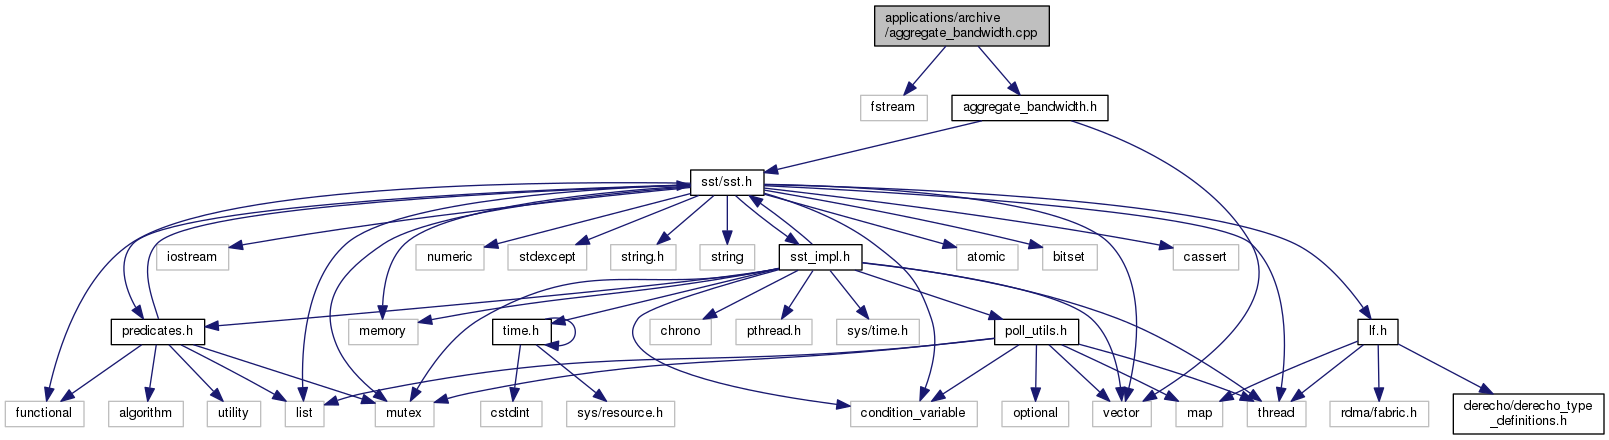 applications/archive
/aggregate_bandwidth.cpp
fstream
aggregate_bandwidth.h
sst/sst.h
iostream
numeric
stdexcept
string.h
string
sst_impl.h
atomic
bitset
cassert
predicates.h
memory
time.h
chrono
pthread.h
sys/time.h
poll_utils.h
lf.h
functional
algorithm
utility
list
mutex
cstdint
sys/resource.h
condition_variable
optional
vector
map
thread
rdma/fabric.h
derecho/derecho_type
_definitions.h